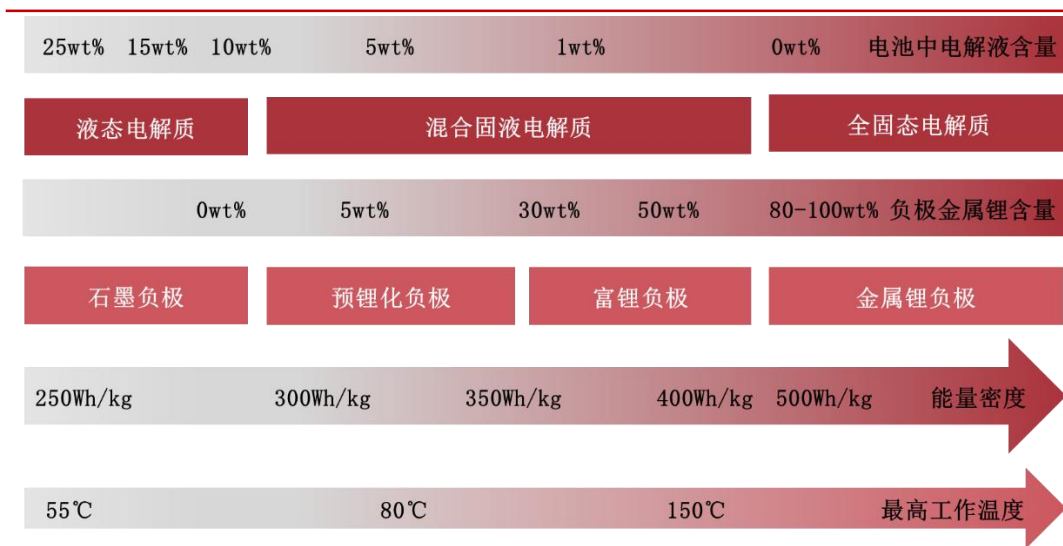 25wt% 15wt% 10wt% 5wt% 1wt% 0wt% 电池中电解液含量
液态电解质 混合固液电解质 全固态电解质
0wt% 5wt% 30wt% 50wt% 80-100wt% 负极金属锂含量
石墨负极 预锂化负极 富锂负极 金属锂负极
250Wh/kg 300Wh/kg 350Wh/kg 400Wh/kg 500Wh/kg 能量密度
55℃ 80℃ 150℃ 最高工作温度